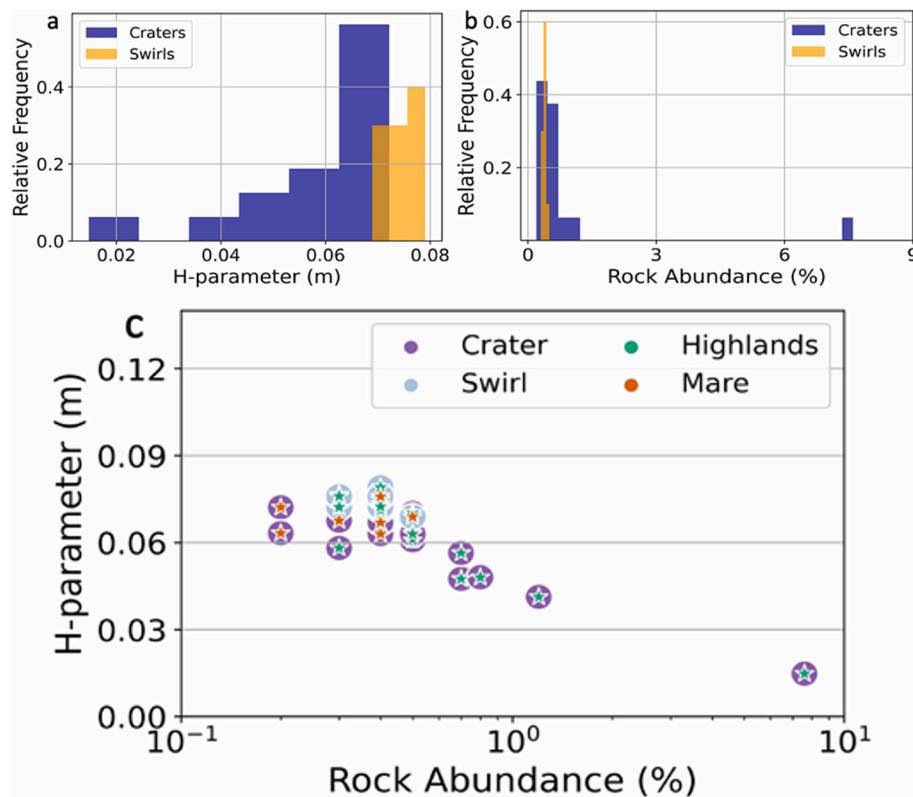 a
Craters
Swirls
Relative Frequency
0.4
0.2
0.0
0.02 0.04 0.06 0.08
H-parameter (m)
b
Craters
Swirls
Relative Frequency
0.6
0.4
0.2
0 3 6 9
Rock Abundance (%)
C
Crater Highlands
Swirl Mare
H-parameter (m)
0.12
0.09
0.06
0.03
0.00
10⁻¹ 10⁰ 10¹
Rock Abundance (%)